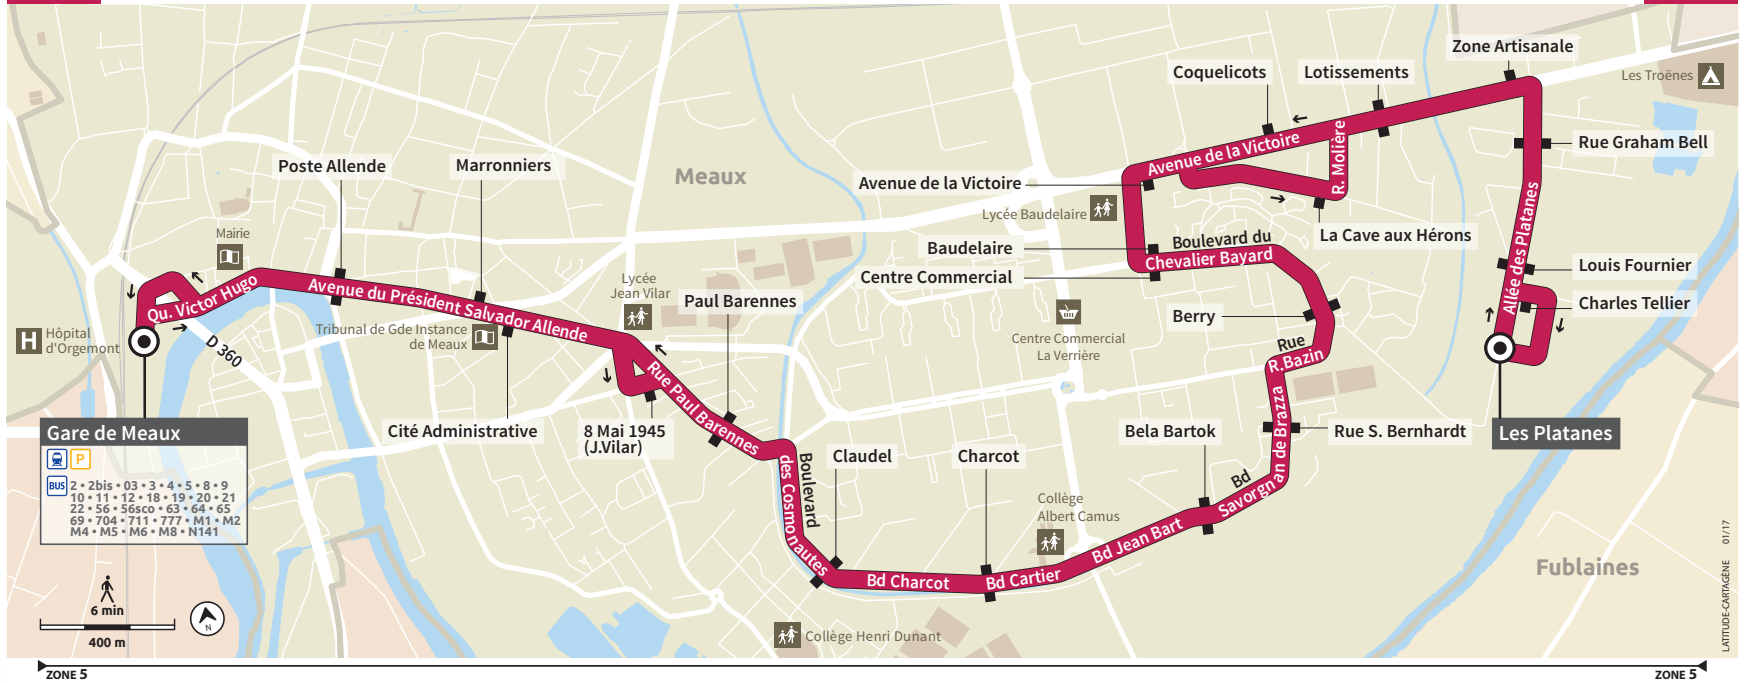 Zone Artisanale
Coquelicots
Lotissements
Les Troënes
Rue Graham Bell
Poste Allende
Marronniers
Meaux
Avenue de la Victoire
Avenue de la Victoire
R. Molière
Lycée Baudelaire
La Cave aux Hérons
Allée des Platanes
Mairie
Baudelaire
Boulevard du
Chevalier Bayard
Centre Commercial
Louis Fournier
Charles Tellier
Lycée
Jean Vilar
Paul Barennes
Qu. Victor Hugo
Avenue du Président Salvador Allende
Tribunal de Gde Instance
de Meaux
H
Hôpital
d'Orgemont
D 360
Berry
Centre Commercial
La Verrière
Rue
R.Bazin
Rue Paul Barennes
Gare de Meaux
P
BUS
2 • 2bis • 03 • 3 • 4 • 5 • 8 • 9
10 • 11 • 12 • 18 • 19 • 20 • 21
22 • 56 • 56sco • 63 • 64 • 65
69 • 704 • 711 • 777 • M1 • M2
M4 • M5 • M6 • M8 • N141
Cité Administrative
8 Mai 1945
(J.Vilar)
Claudel
Charcot
Bela Bartok
Rue S. Bernhardt
Les Platanes
Boulevard
des Cosmonautes
Bd
Savorgnan de Brazza
Collège
Albert Camus
Bd Jean Bart
Bd Charcot
Bd Cartier
Fublaines
6 min
400 m
N
Collège Henri Dunant
LATITUDE-CARTAGÈNE 01/17
ZONE 5
ZONE 5